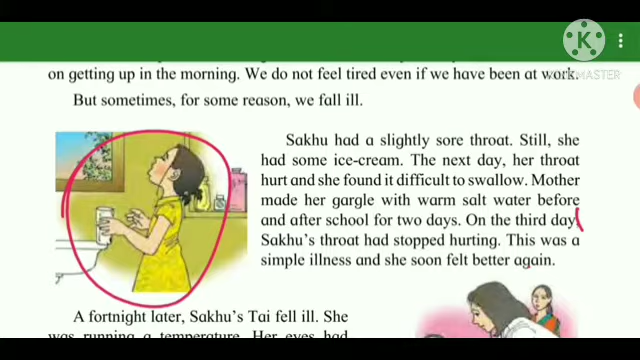 on getting up in the morning. We do not feel tired even if we have been at work.
But sometimes, for some reason, we fall ill.
Sakhu had a slightly sore throat. Still, she
had some ice-cream. The next day, her throat
hurt and she found it difficult to swallow. Mother
made her gargle with warm salt water before
and after school for two days. On the third day,
Sakhu's throat had stopped hurting. This was a
simple illness and she soon felt better again.
A fortnight later, Sakhu's Tai fell ill. She
was running a temperature. Her eyes had
K
KINEMASTER